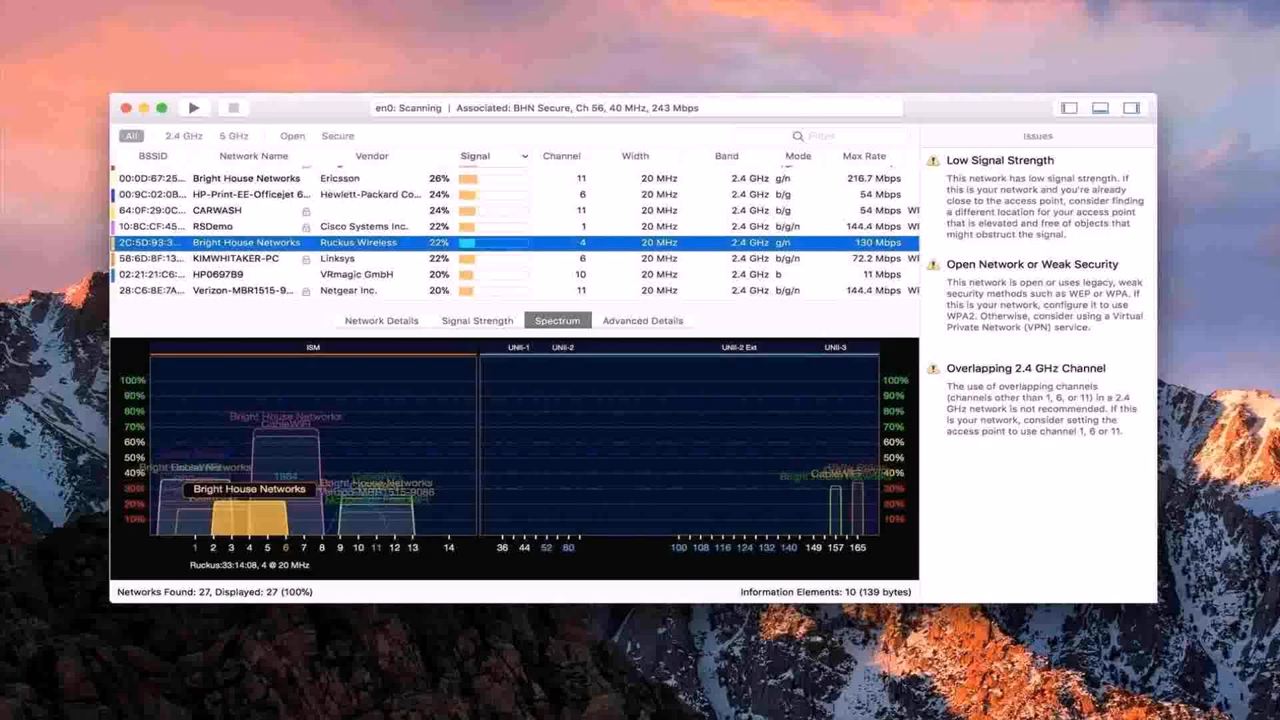 en0: Scanning | Associated: BHN Secure, Ch 56, 40 MHz, 243 Mbps
All 2.4 GHz 5 GHz Open Secure Filter
BSSID Network Name Vendor Signal Channel Width Band Mode Max Rate
00:0D:67:25... Bright House Networks Ericsson 26% 11 20 MHz 2.4 GHz g/n 216.7 Mbps
00:9C:02:0B... HP-Print-EE-Officejet 6... Hewlett-Packard Co... 24% 6 20 MHz 2.4 GHz b/g 54 Mbps
64:0F:29:0C... CARWASH 24% 11 20 MHz 2.4 GHz b/g 54 Mbps
10:8C:CF:45... RSDemo Cisco Systems Inc. 22% 1 20 MHz 2.4 GHz b/g/n 144.4 Mbps
2C:5D:93:3... Bright House Networks Ruckus Wireless 22% 4 20 MHz 2.4 GHz g/n 130 Mbps
58:6D:8F:13... KIMWHITAKER-PC Linksys 22% 6 20 MHz 2.4 GHz b/g/n 72.2 Mbps
02:21:21:C6:... HP0697B9 VRmagic GmbH 20% 10 20 MHz 2.4 GHz b 11 Mbps
28:C6:8E:7A... Verizon-MBR1515-9... Netgear Inc. 20% 11 20 MHz 2.4 GHz b/g/n 144.4 Mbps
Network Details Signal Strength Spectrum Advanced Details
ISM UNII-1 UNII-2 UNII-2 Ext UNII-3
100% 100%
90% 90%
80% 80%
Bright House Networks
CableWiFi
70% 70%
60% 60%
50% 50%
40% 40%
Bright House Networks
30% 30%
20% 20%
10% 10%
1 2 3 4 5 6 7 8 9 10 11 12 13 14 36 44 52 60 100 108 116 124 132 140 149 157 165
Ruckus:33:14:08, 4 @ 20 MHz
Networks Found: 27, Displayed: 27 (100%) Information Elements: 10 (139 bytes)
Issues
Low Signal Strength
This network has low signal strength. If
this is your network and you're already
close to the access point, consider finding
a different location for your access point
that is elevated and free of objects that
might obstruct the signal.
Open Network or Weak Security
This network is open or uses legacy, weak
security methods such as WEP or WPA. If
this is your network, configure it to use
WPA2. Otherwise, consider using a Virtual
Private Network (VPN) service.
Overlapping 2.4 GHz Channel
The use of overlapping channels
(channels other than 1, 6, or 11) in a 2.4
GHz network is not recommended. If this
is your network, consider setting the
access point to use channel 1, 6 or 11.